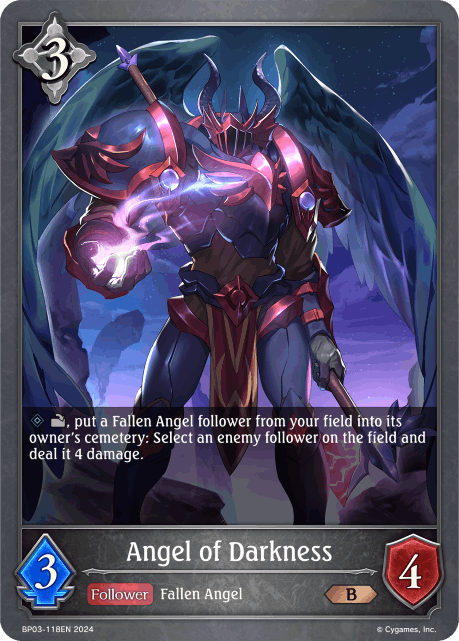 3
, put a Fallen Angel follower from your field into its
owner's cemetery: Select an enemy follower on the field and
deal it 4 damage.
Angel of Darkness
3
Follower Fallen Angel
B
4
BP03-118EN 2024
© Cygames, Inc.